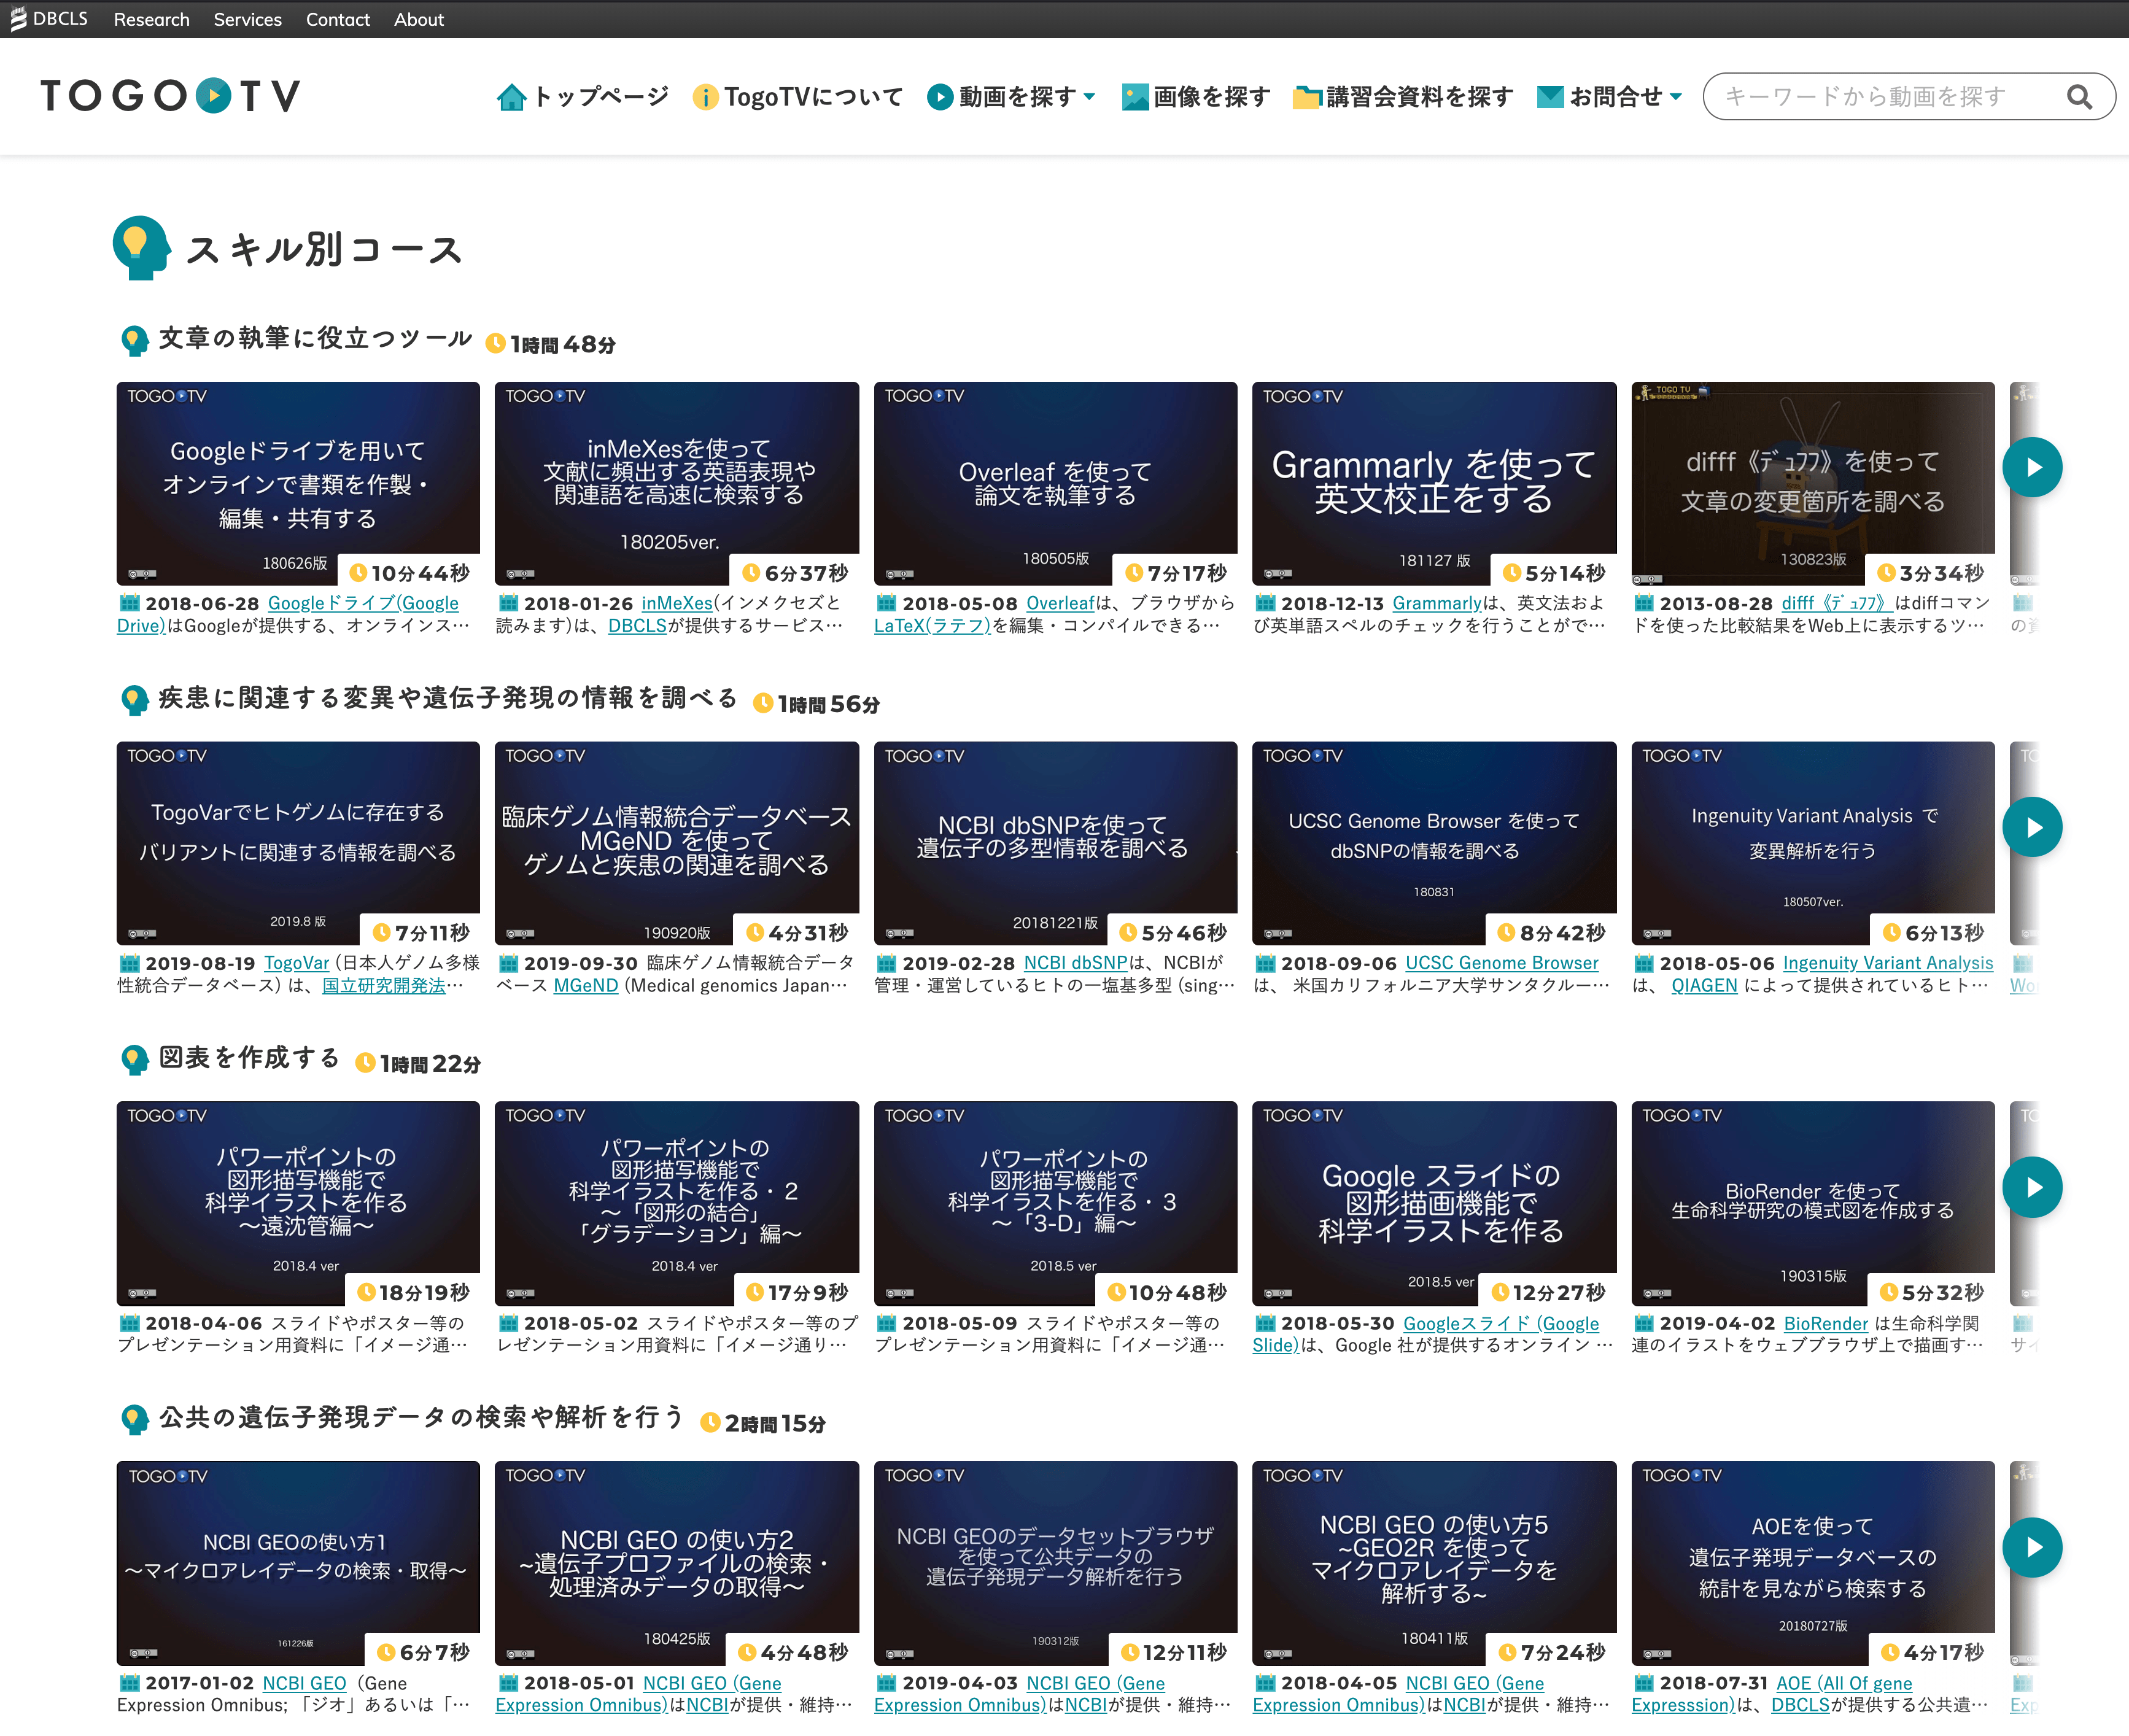 DBCLS Research Services Contact About
TOGO TV
トップページ TogoTVについて 動画を探す 画像を探す 講習会資料を探す お問合せ キーワードから動画を探す
スキル別コース
文章の執筆に役立つツール 1時間 48分
TOGO TV
Googleドライブを用いて
オンラインで書類を作製・
編集・共有する
180626版
10分44秒
2018-06-28 Googleドライブ(Google
Drive)はGoogleが提供する、オンラインス…
TOGO TV
inMeXesを使って
文献に頻出する英語表現や
関連語を高速に検索する
180205ver.
6分37秒
2018-01-26 inMeXes(インメクセズと
読みます)は、DBCLSが提供するサービス…
TOGO TV
Overleaf を使って
論文を執筆する
180505版
7分17秒
2018-05-08 Overleafは、ブラウザから
LaTeX(ラテフ)を編集・コンパイルできる…
TOGO TV
Grammarly を使って
英文校正をする
181127 版
5分14秒
2018-12-13 Grammarlyは、英文法およ
び英単語スペルのチェックを行うことがで…
TOGO TV
difff《ﾃﾞｭﾌﾌ》を使って
文章の変更箇所を調べる
130823版
3分34秒
2013-08-28 difff《ﾃﾞｭﾌﾌ》はdiffコマン
ドを使った比較結果をWeb上に表示するツ…
の
疾患に関連する変異や遺伝子発現の情報を調べる 1時間 56分
TOGO TV
TogoVarでヒトゲノムに存在する
バリアントに関連する情報を調べる
2019.8 版
7分11秒
2019-08-19 TogoVar (日本人ゲノム多様
性統合データベース) は、国立研究開発法…
TOGO TV
臨床ゲノム情報統合データベース
MGeND を使って
ゲノムと疾患の関連を調べる
190920版
4分31秒
2019-09-30 臨床ゲノム情報統合データ
ベース MGeND (Medical genomics Japan…
TOGO TV
NCBI dbSNPを使って
遺伝子の多型情報を調べる
20181221版
5分46秒
2019-02-28 NCBI dbSNPは、NCBIが
管理・運営しているヒトの一塩基多型 (sing…
TOGO TV
UCSC Genome Browser を使って
dbSNPの情報を調べる
180831
8分42秒
2018-09-06 UCSC Genome Browser
は、 米国カリフォルニア大学サンタクルー…
TOGO TV
Ingenuity Variant Analysis で
変異解析を行う
180507ver.
6分13秒
2018-05-06 Ingenuity Variant Analysis
は、 QIAGEN によって提供されているヒト…
TO
Wo
図表を作成する 1時間 22分
TOGO TV
パワーポイントの
図形描写機能で
科学イラストを作る
～遠沈管編～
2018.4 ver
18分19秒
2018-04-06 スライドやポスター等の
プレゼンテーション用資料に「イメージ通…
TOGO TV
パワーポイントの
図形描写機能で
科学イラストを作る・２
～「図形の結合」
「グラデーション」編～
2018.4 ver
17分9秒
2018-05-02 スライドやポスター等のプ
レゼンテーション用資料に「イメージ通り…
TOGO TV
パワーポイントの
図形描写機能で
科学イラストを作る・３
～「3-D」編～
2018.5 ver
10分48秒
2018-05-09 スライドやポスター等の
プレゼンテーション用資料に「イメージ通…
TOGO TV
Google スライドの
図形描画機能で
科学イラストを作る
2018.5 ver
12分27秒
2018-05-30 Googleスライド (Google
Slide)は、Google 社が提供するオンライン …
TOGO TV
BioRender を使って
生命科学研究の模式図を作成する
190315版
5分32秒
2019-04-02 BioRender は生命科学関
連のイラストをウェブブラウザ上で描画す…
TO
サイ
公共の遺伝子発現データの検索や解析を行う 2時間 15分
TOGO TV
NCBI GEOの使い方1
～マイクロアレイデータの検索・取得～
161226版
6分7秒
2017-01-02 NCBI GEO （Gene
Expression Omnibus; 「ジオ」あるいは「…
TOGO TV
NCBI GEO の使い方2
~遺伝子プロファイルの検索・
処理済みデータの取得～
180425版
4分48秒
2018-05-01 NCBI GEO (Gene
Expression Omnibus)はNCBIが提供・維持…
TOGO TV
NCBI GEOのデータセットブラウザ
を使って公共データの
遺伝子発現データ解析を行う
190312版
12分11秒
2019-04-03 NCBI GEO (Gene
Expression Omnibus)はNCBIが提供・維持…
TOGO TV
NCBI GEO の使い方5
~GEO2R を使って
マイクロアレイデータを
解析する~
180411版
7分24秒
2018-04-05 NCBI GEO (Gene
Expression Omnibus)はNCBIが提供・維持…
TOGO TV
AOEを使って
遺伝子発現データベースの
統計を見ながら検索する
20180727版
4分17秒
2018-07-31 AOE (All Of gene
Expresssion)は、DBCLSが提供する公共遺…
Exp